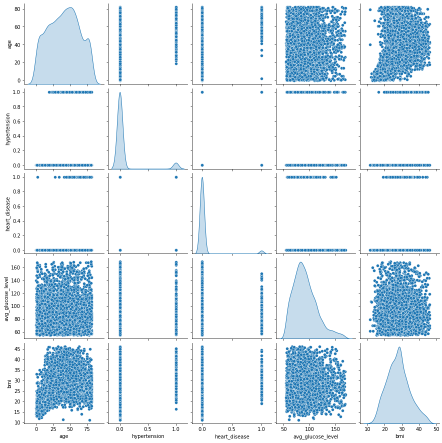 80
60
40
20
0
age
1.0
0.8
0.6
0.4
0.2
0.0
hypertension
1.0
0.8
0.6
0.4
0.2
0.0
heart_disease
160
140
120
100
80
60
avg_glucose_level
45
40
35
30
25
20
15
10
bmi
0 25 50 75
age
0.0 0.5 1.0
hypertension
0.0 0.5 1.0
heart_disease
50 100 150
avg_glucose_level
10 20 30 40 50
bmi